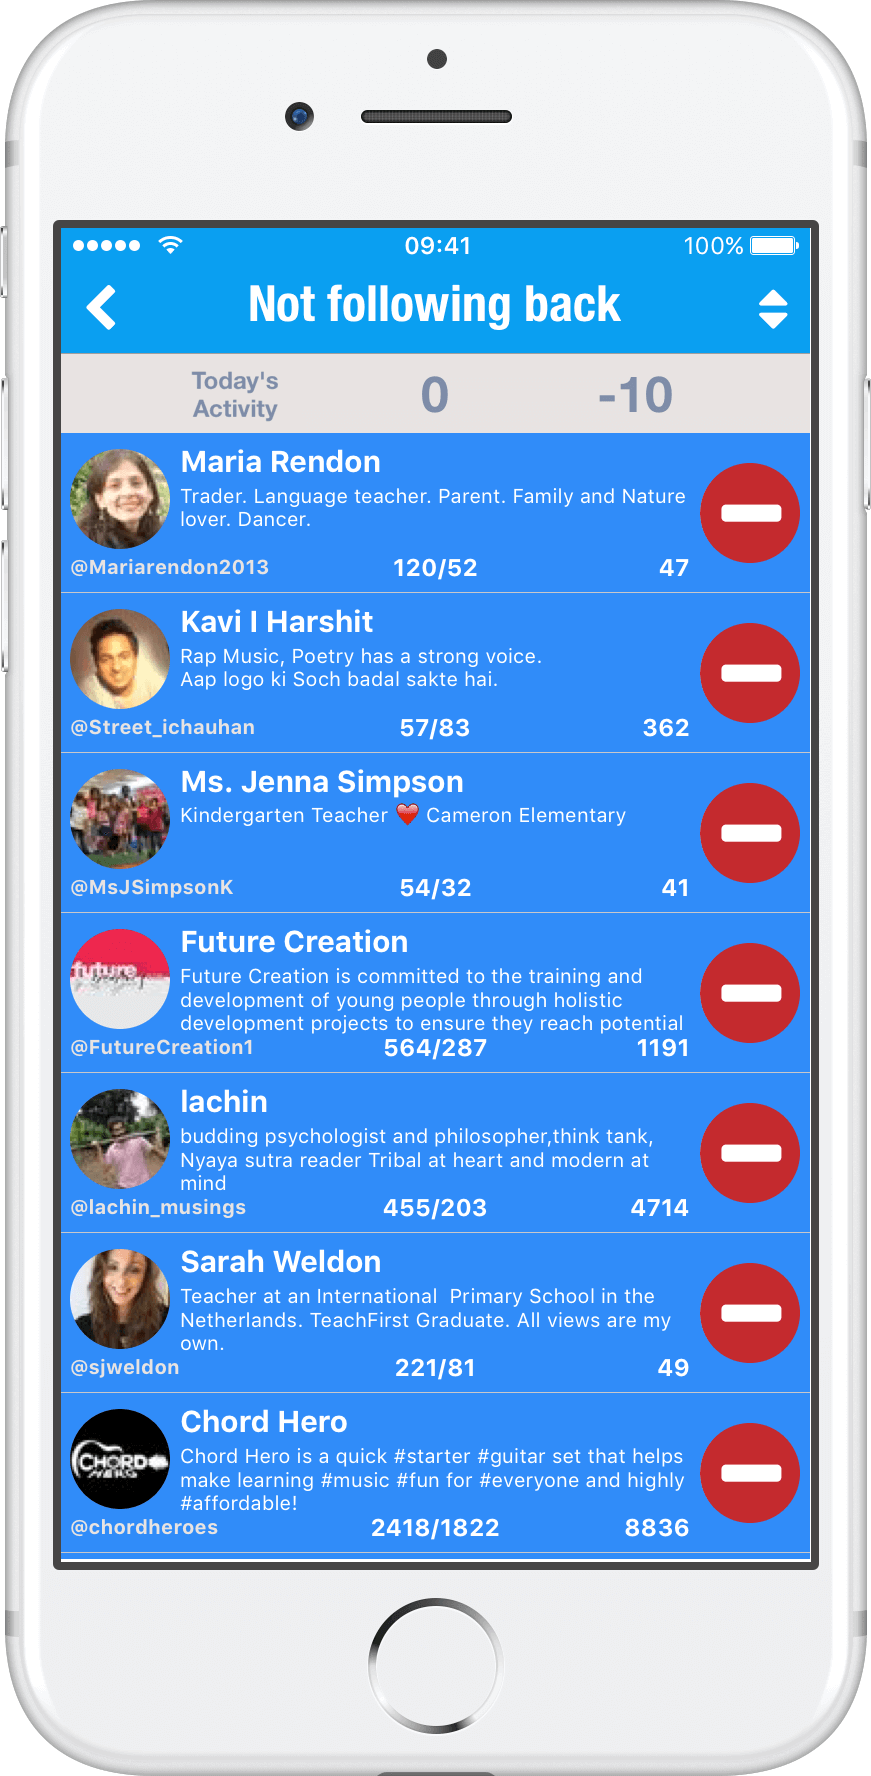 09:41
100%
Not following back
Today's
Activity
0
-10
Maria Rendon
Trader. Language teacher. Parent. Family and Nature
lover. Dancer.
@Mariarendon2013 120/52 47
Kavi I Harshit
Rap Music, Poetry has a strong voice.
Aap logo ki Soch badal sakte hai.
@Street_ichauhan 57/83 362
Ms. Jenna Simpson
Kindergarten Teacher ❤️ Cameron Elementary
@MsJSimpsonK 54/32 41
future
Future Creation
Future Creation is committed to the training and
development of young people through holistic
development projects to ensure they reach potential
@FutureCreation1 564/287 1191
lachin
budding psychologist and philosopher,think tank,
Nyaya sutra reader Tribal at heart and modern at
mind
@lachin_musings 455/203 4714
Sarah Weldon
Teacher at an International  Primary School in the
Netherlands. TeachFirst Graduate. All views are my
own.
@sjweldon 221/81 49
CHORD
HERO
Chord Hero
Chord Hero is a quick #starter #guitar set that helps
make learning #music #fun for #everyone and highly
#affordable!
@chordheroes 2418/1822 8836